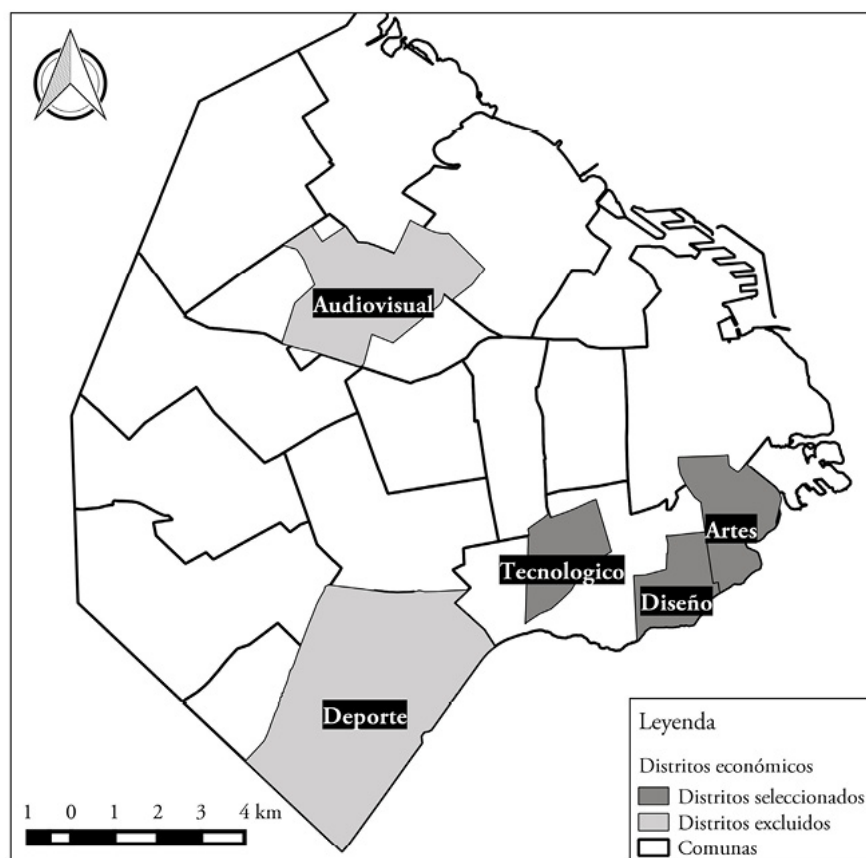 Audiovisual
Artes
Tecnologico
Diseño
Deporte
Leyenda
Distritos económicos
Distritos seleccionados
Distritos excluidos
Comunas
1 0 1 2 3 4 km